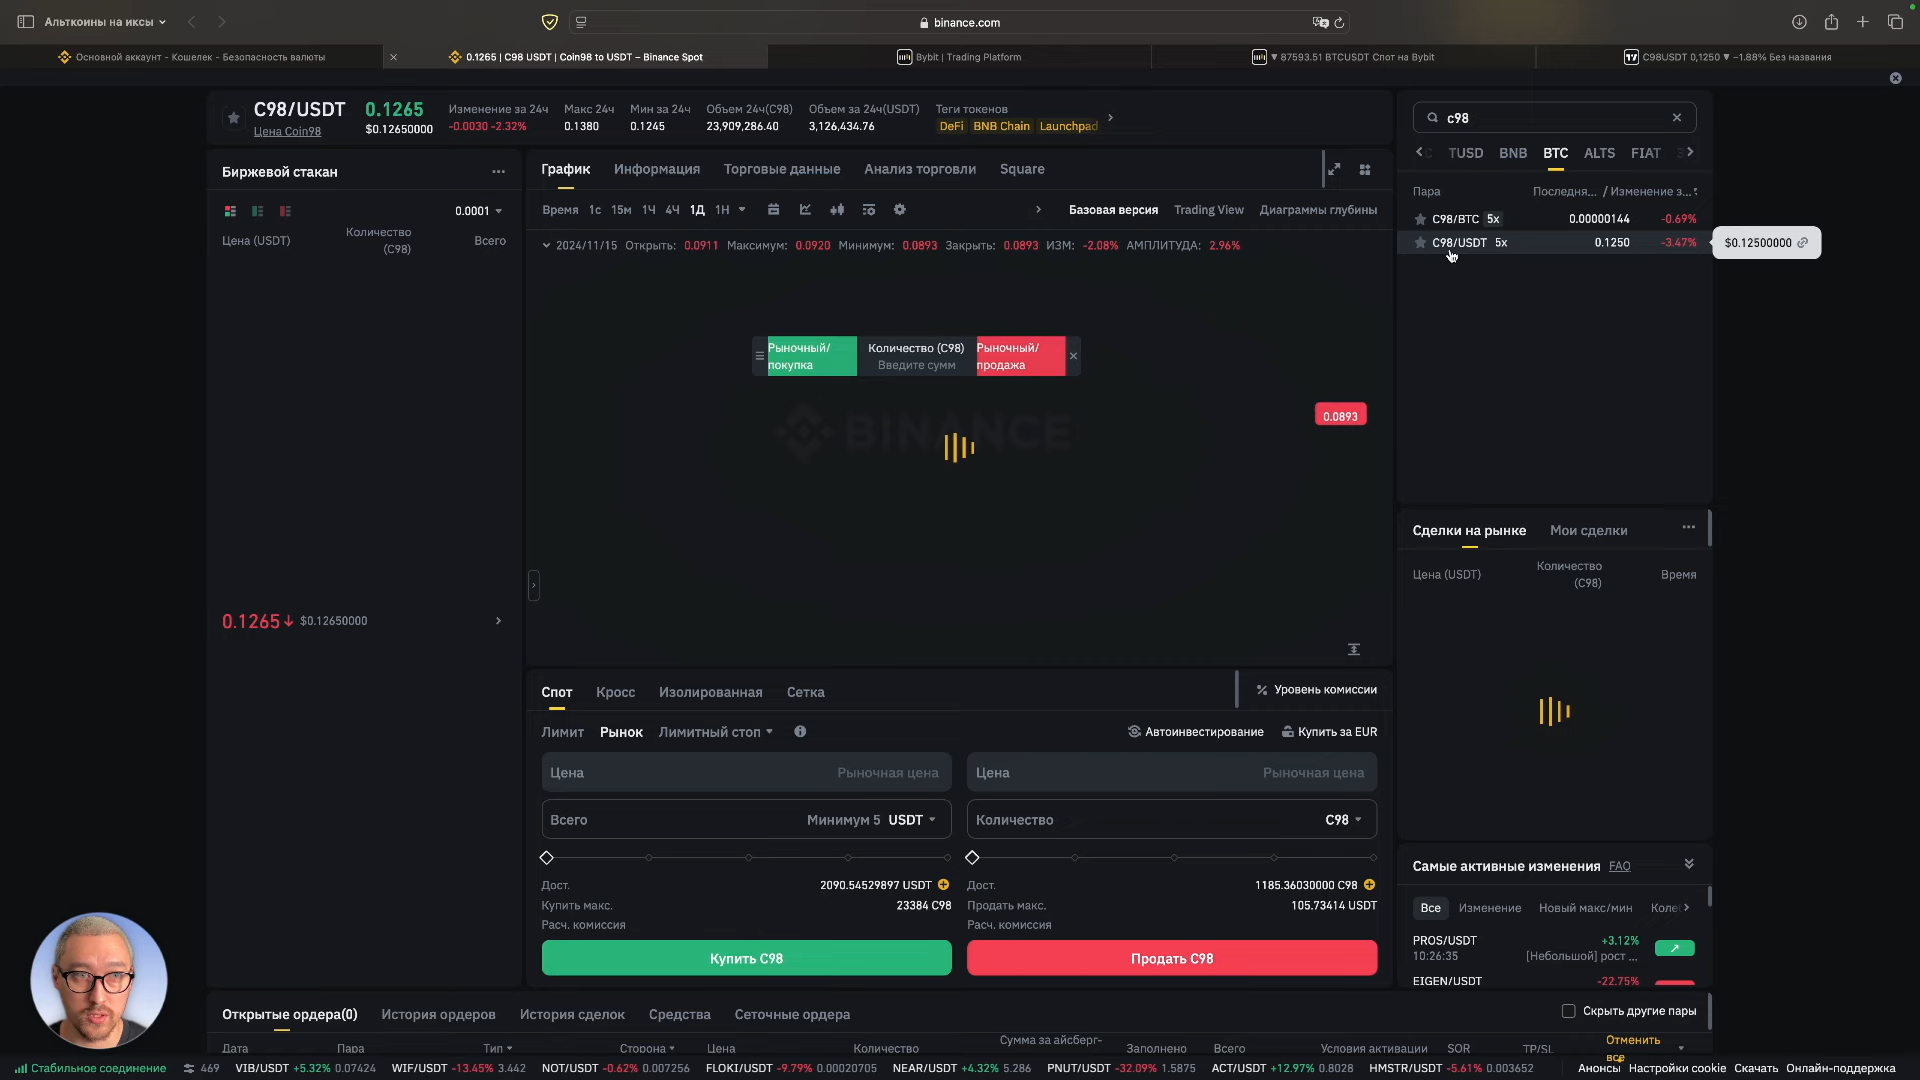 Альткоины на иксы
binance.com
Основной аккаунт - Кошелек - Безопасность валюты
0.1265 | C98 USDT | Coin98 to USDT – Binance Spot
Bybit | Trading Platform
▼ 87593.51 BTCUSDT Спот на Bybit
C98USDT 0,1250 ▼ −1.88% Без названия
C98/USDT
Цена Coin98
0.1265
$0.12650000
Изменение за 24ч
-0.0030 -2.32%
Макс 24ч
0.1380
Мин за 24ч
0.1245
Объем 24ч(C98)
23,909,286.40
Объем за 24ч(USDT)
3,126,434.76
Теги токенов
DeFi BNB Chain Launchpad
Биржевой стакан
0.0001
Цена (USDT) Количество (C98) Всего
0.1265↓ $0.12650000
График Информация Торговые данные Анализ торговли Square
Время 1с 15м 1Ч 4Ч 1Д 1Н
Базовая версия Trading View Диаграммы глубины
2024/11/15 Открыть: 0.0911 Максимум: 0.0920 Минимум: 0.0893 Закрыть: 0.0893 ИЗМ: -2.08% АМПЛИТУДА: 2.96%
Рыночный/
покупка
Количество (C98)
Введите сумм
Рыночный/
продажа
BINANCE
0.0893
Спот Кросс Изолированная Сетка
Уровень комиссии
Лимит Рынок Лимитный стоп
Автоинвестирование Купить за EUR
Цена Рыночная цена
Всего Минимум 5 USDT
Дост. 2090.54529897 USDT
Купить макс. 23384 C98
Расч. комиссия
Купить C98
Цена Рыночная цена
Количество C98
Дост. 1185.36030000 C98
Продать макс. 105.73414 USDT
Расч. комиссия
Продать C98
c98
TUSD BNB BTC ALTS FIAT
Пара Последня... / Изменение з...
C98/BTC 5x 0.00000144 -0.69%
C98/USDT 5x 0.1250 -3.47%
$0.12500000
Сделки на рынке Мои сделки
Цена (USDT) Количество (C98) Время
Самые активные изменения FAQ
Все Изменение Новый макс/мин Коле
PROS/USDT +3.12%
10:26:35 [Небольшой] рост ...
EIGEN/USDT -22.75%
Открытые ордера(0) История ордеров История сделок Средства Сеточные ордера
Скрыть другие пары
Дата Пара Тип Сторона Цена Количество Сумма за айсберг- Заполнено Всего Условия активации SOR TP/SL Отменить все
Стабильное соединение 469 VIB/USDT +5.32% 0.07424 WIF/USDT -13.45% 3.442 NOT/USDT -0.62% 0.007256 FLOKI/USDT -9.79% 0.00020705 NEAR/USDT +4.32% 5.286 PNUT/USDT -32.09% 1.5875 ACT/USDT +12.97% 0.8028 HMSTR/USDT -5.61% 0.003652 Анонсы Настройки cookie Скачать Онлайн-поддержка